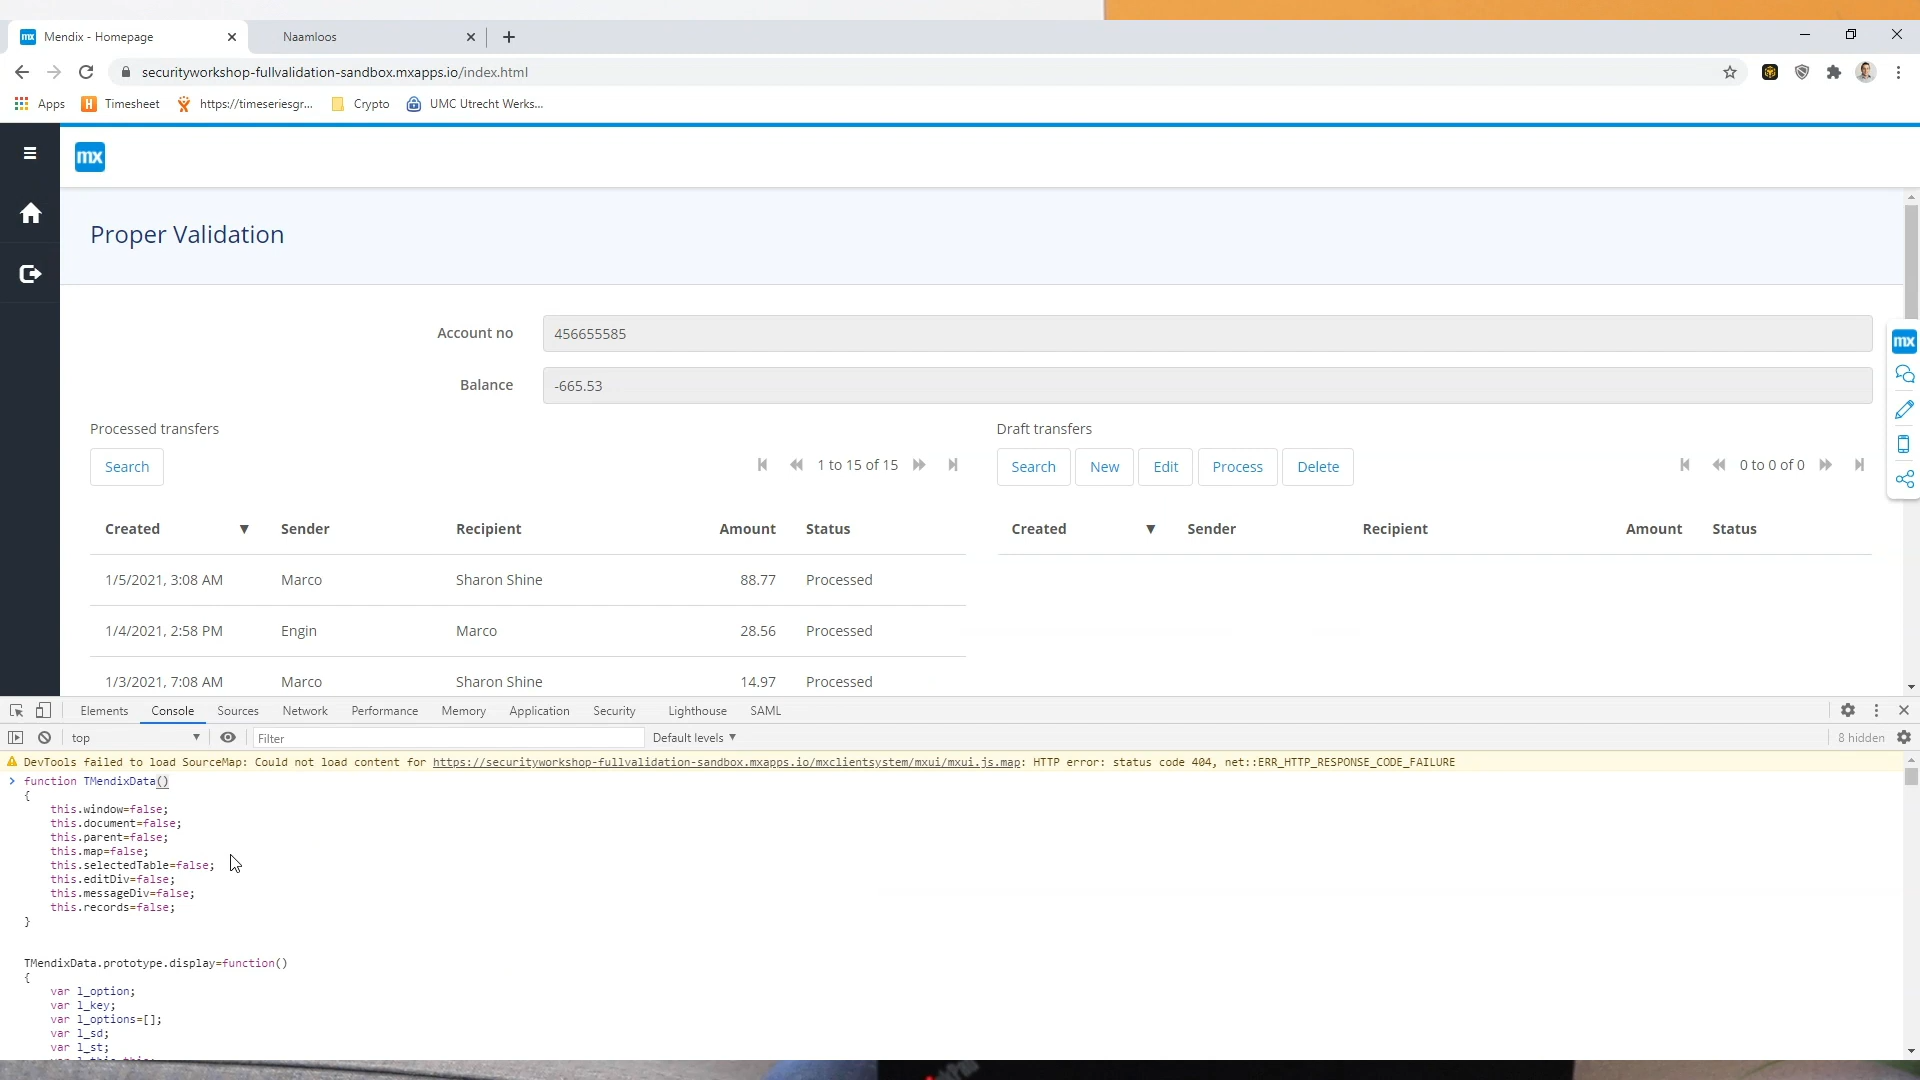 mx Mendix - Homepage
Naamloos
securityworkshop-fullvalidation-sandbox.mxapps.io/index.html
Apps
H Timesheet
https://timeseriesgr...
Crypto
UMC Utrecht Werks...
mx
Proper Validation
Account no 456655585
mx
Balance -665.53
Processed transfers
Draft transfers
Search
1 to 15 of 15
Search New Edit Process Delete
0 to 0 of 0
Created Sender Recipient Amount Status
Created Sender Recipient Amount Status
1/5/2021, 3:08 AM Marco Sharon Shine 88.77 Processed
1/4/2021, 2:58 PM Engin Marco 28.56 Processed
1/3/2021, 7:08 AM Marco Sharon Shine 14.97 Processed
Elements Console Sources Network Performance Memory Application Security Lighthouse SAML
top
Filter
Default levels
8 hidden
DevTools failed to load SourceMap: Could not load content for https://securityworkshop-fullvalidation-sandbox.mxapps.io/mxclientsystem/mxui/mxui.js.map: HTTP error: status code 404, net::ERR_HTTP_RESPONSE_CODE_FAILURE
function TMendixData()
{
this.window=false;
this.document=false;
this.parent=false;
this.map=false;
this.selectedTable=false;
this.editDiv=false;
this.messageDiv=false;
this.records=false;
}
TMendixData.prototype.display=function()
{
var l_option;
var l_key;
var l_options=[];
var l_sd;
var l_st;